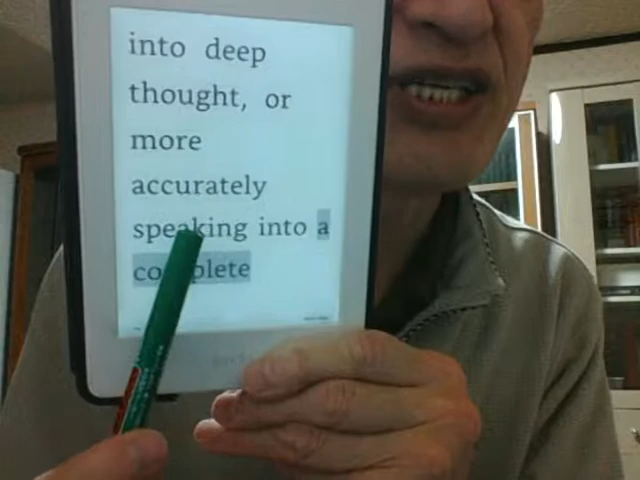 into deep
thought, or
more
accurately
speaking into a
complete